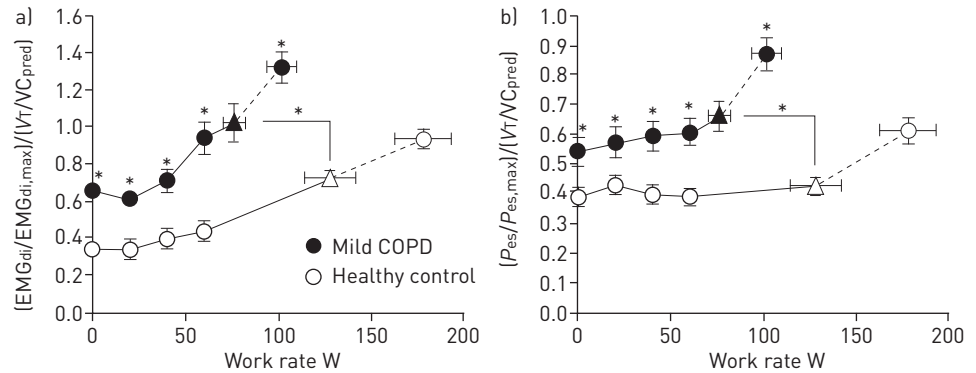 a)
(EMGdi/EMGdi,max)/(VT/VCpred)
1.6
1.4
1.2
1.0
0.8
0.6
0.4
0.2
0.0
* * * * * *
Mild COPD
Healthy control
0 50 100 150 200
Work rate W
b)
(Pes/Pes,max)/(VT/VCpred)
1.0
0.9
0.8
0.7
0.6
0.5
0.4
0.3
0.2
0.1
0.0
* * * * * *
0 50 100 150 200
Work rate W